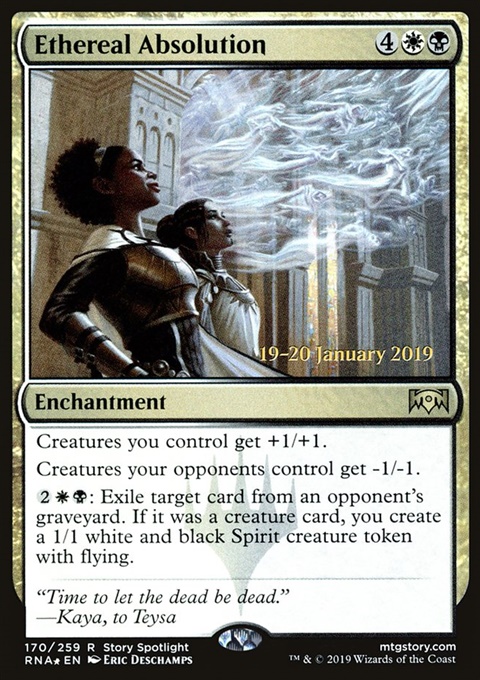 Ethereal Absolution 4
19–20 January 2019
Enchantment
Creatures you control get +1/+1.
Creatures your opponents control get -1/-1.
2 : Exile target card from an opponent's
graveyard. If it was a creature card, you create
a 1/1 white and black Spirit creature token
with flying.
“Time to let the dead be dead.”
—Kaya, to Teysa
170/259 R Story Spotlight
RNA★EN Eric Deschamps
mtgstory.com
™ & © 2019 Wizards of the Coast